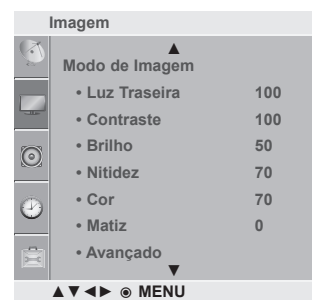 Imagem
▲
Modo de Imagem
• Luz Traseira 100
• Contraste 100
• Brilho 50
• Nitidez 70
• Cor 70
• Matiz 0
• Avançado
▼
▲▼◄► ◉ MENU